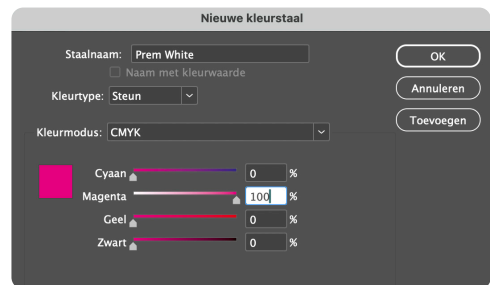 Nieuwe kleurstaal
Staalnaam: Prem White
OK
Naam met kleurwaarde
Annuleren
Kleurtype: Steun
Toevoegen
Kleurmodus: CMYK
Cyaan 0 %
Magenta 100 %
Geel 0 %
Zwart 0 %